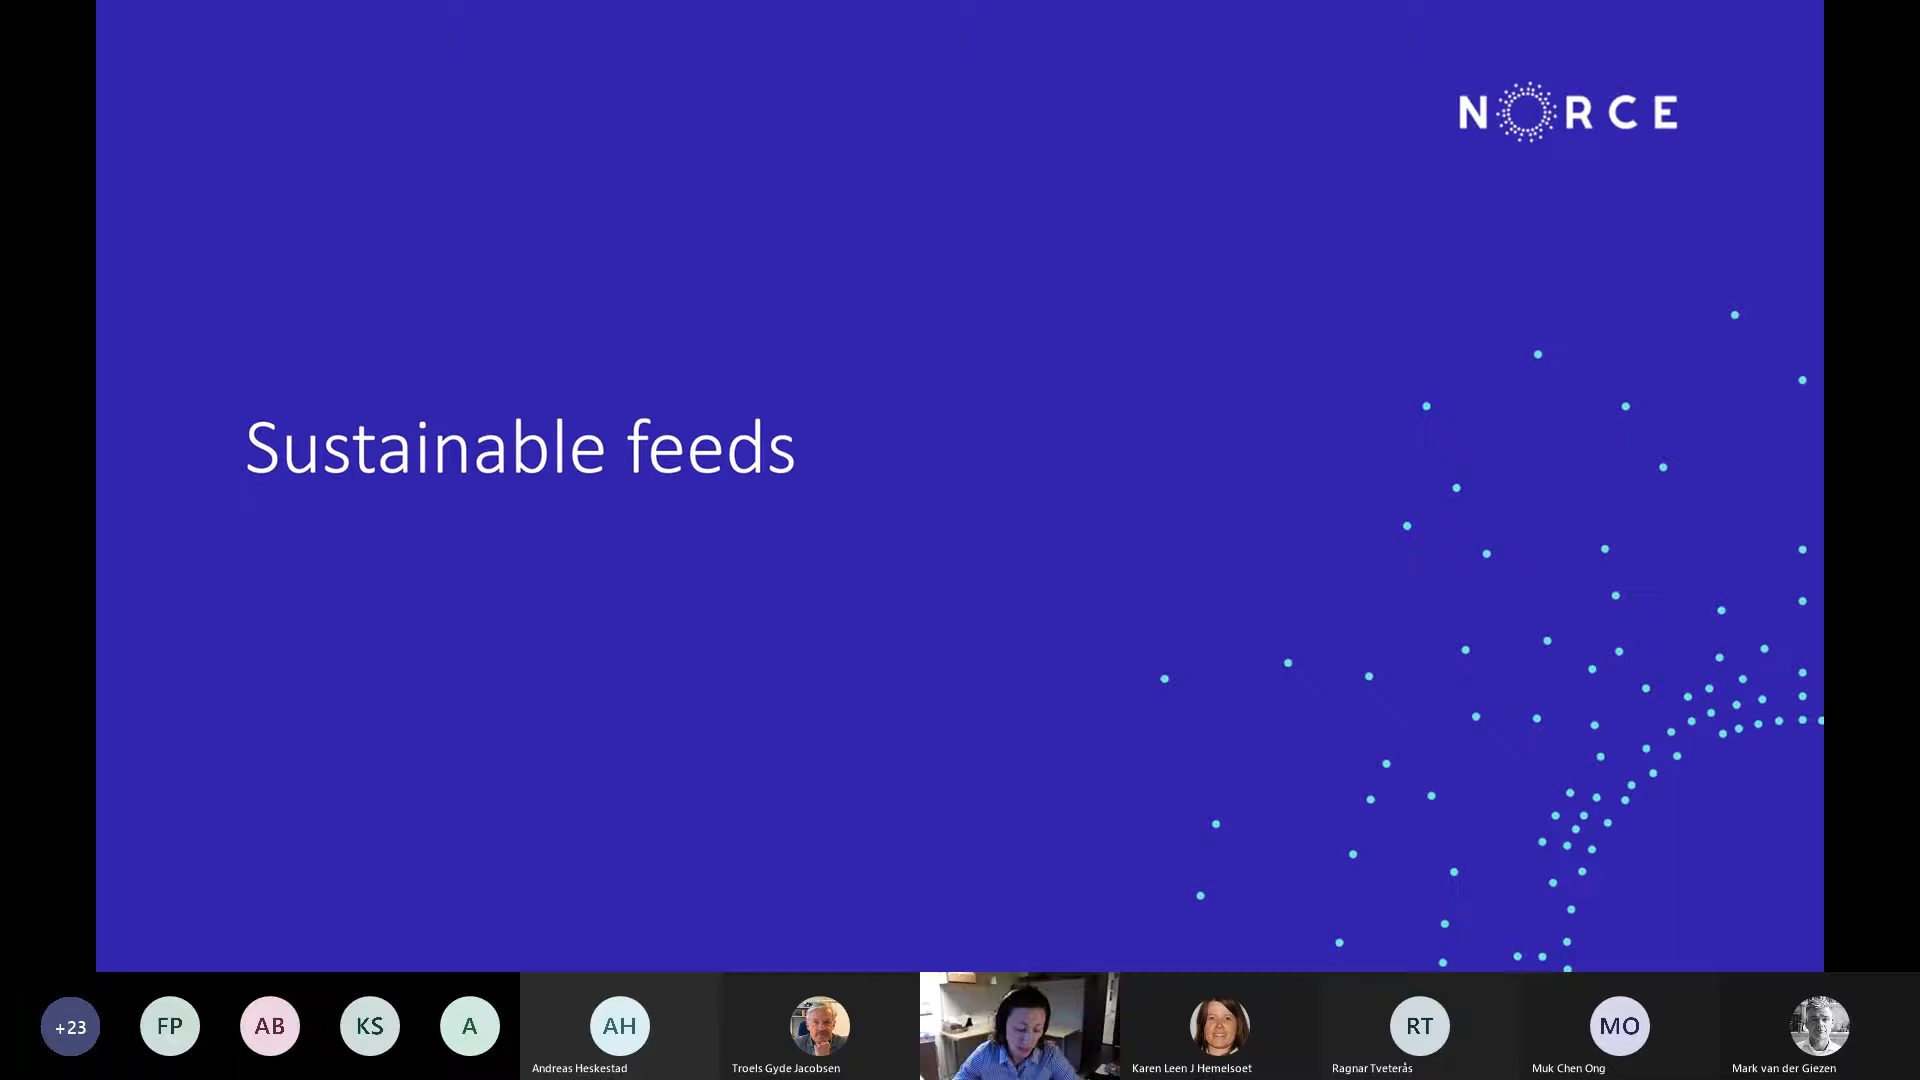 NORCE
Sustainable feeds
+23
FP
AB
KS
A
AH
RT
MO
Andreas Heskestad
Troels Gyde Jacobsen
Karen Leen J Hemelsoet
Ragnar Tveterås
Muk Chen Ong
Mark van der Giezen